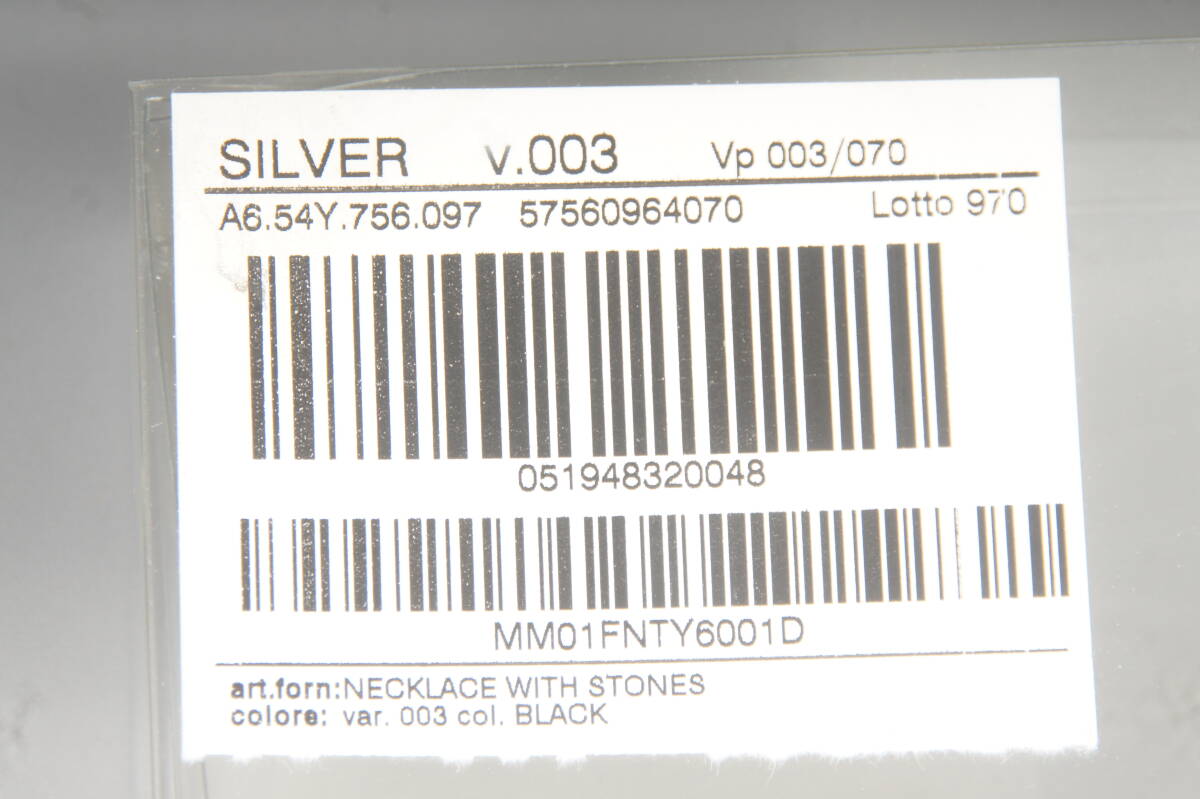 SILVER v.003 Vp 003/070
A6.54Y.756.097 57560964070 Lotto 970
051948320048
MM01FNTY6001D
art.forn:NECKLACE WITH STONES
colore: var. 003 col. BLACK